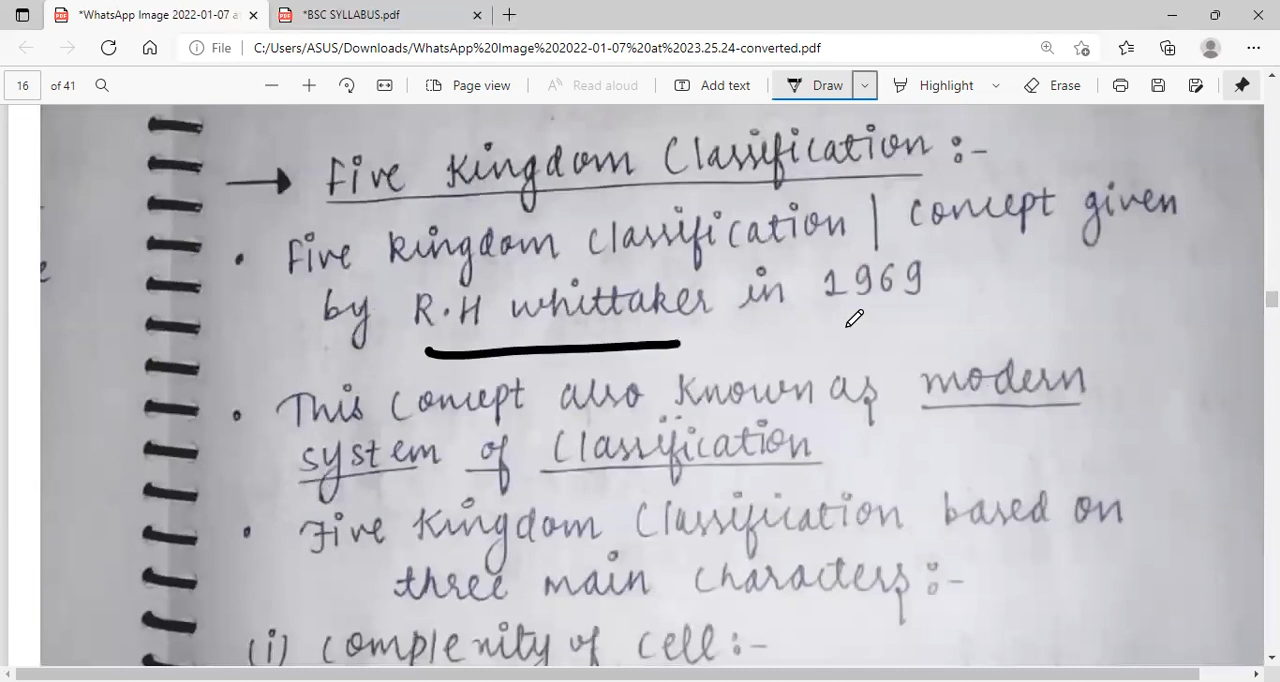 *WhatsApp Image 2022-01-07 a
*BSC SYLLABUS.pdf
File
C:/Users/ASUS/Downloads/WhatsApp%20Image%202022-01-07%20at%2023.25.24-converted.pdf
16 of 41
Page view
Read aloud
Add text
Draw
Highlight
Erase
→ Five Kingdom Classification :-
• Five Kingdom Classification | Concept given
by R.H whittaker in 1969
• This Concept also Known as modern
system of Classification
• Five Kingdom Classification based on
three main characters :-
(i) Complenity of cell :-